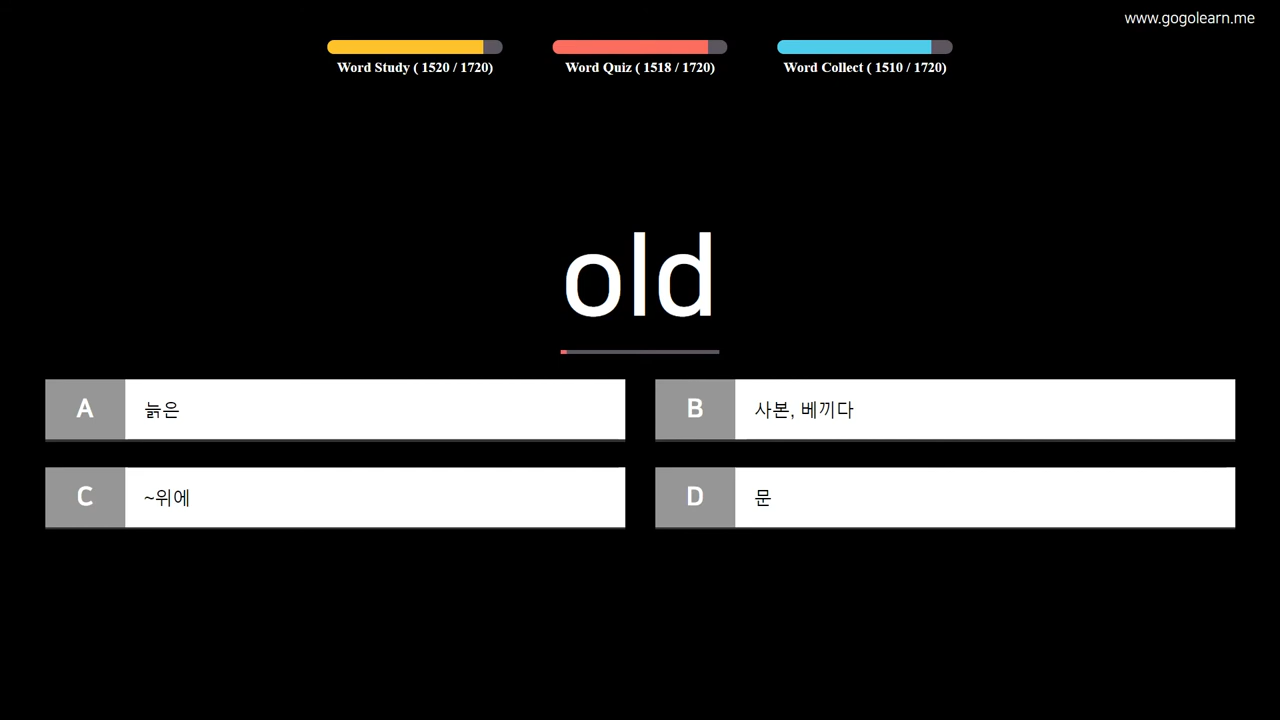 www.gogolearn.me
Word Study ( 1520 / 1720) Word Quiz ( 1518 / 1720) Word Collect ( 1510 / 1720)
old
A 늙은
B 사본, 베끼다
C ~위에
D 문